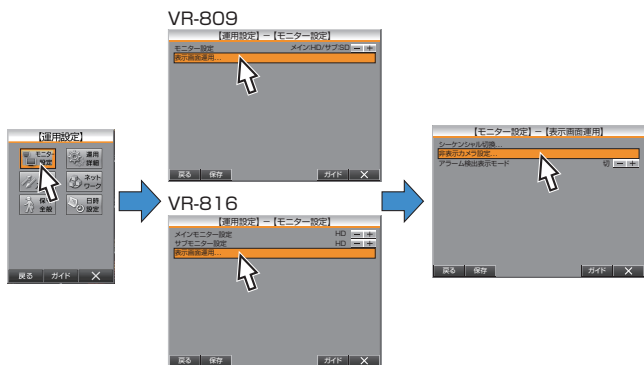 【運用設定】
モニター
設定
運用
詳細
ネット
ワーク
保
全般
日時
設定
戻る ガイド X
VR-809
【運用設定】－【モニター設定】
モニター設定 メイン:HD/サブ:SD － ＋
表示画面運用...
戻る 保存 ガイド X
VR-816
【運用設定】－【モニター設定】
メインモニター設定 HD － ＋
サブモニター設定 HD － ＋
表示画面運用...
戻る 保存 ガイド X
【モニター設定】－【表示画面運用】
シーケンシャル切換...
非表示カメラ設定...
アラーム検出表示モード 切 － ＋
戻る 保存 ガイド X